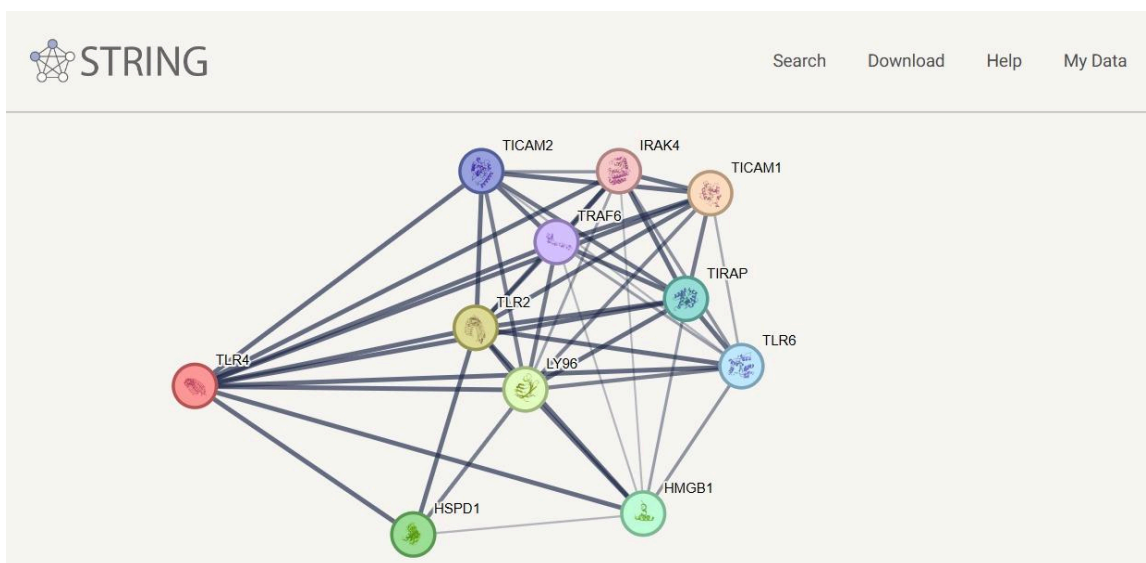 STRING
Search Download Help My Data
TICAM2
IRAK4
TICAM1
TRAF6
TIRAP
TLR2
TLR6
TLR4
LY96
HMGB1
HSPD1